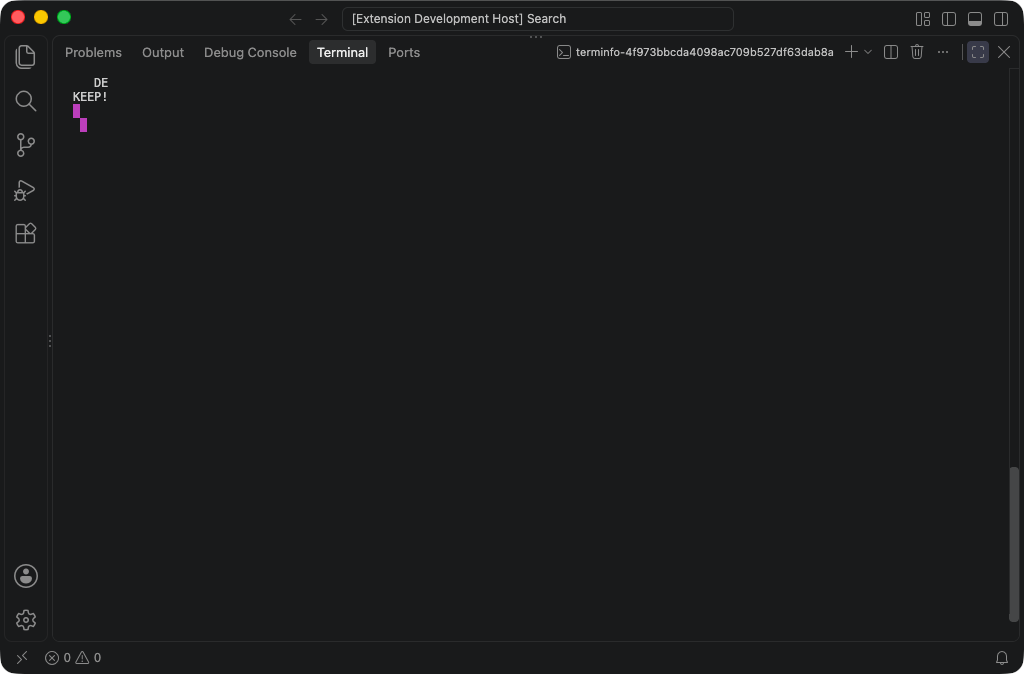 [Extension Development Host] Search
Problems Output Debug Console Terminal Ports terminfo-4f973bbcda4098ac709b527df63dab8a
   DE
KEEP!
0 0